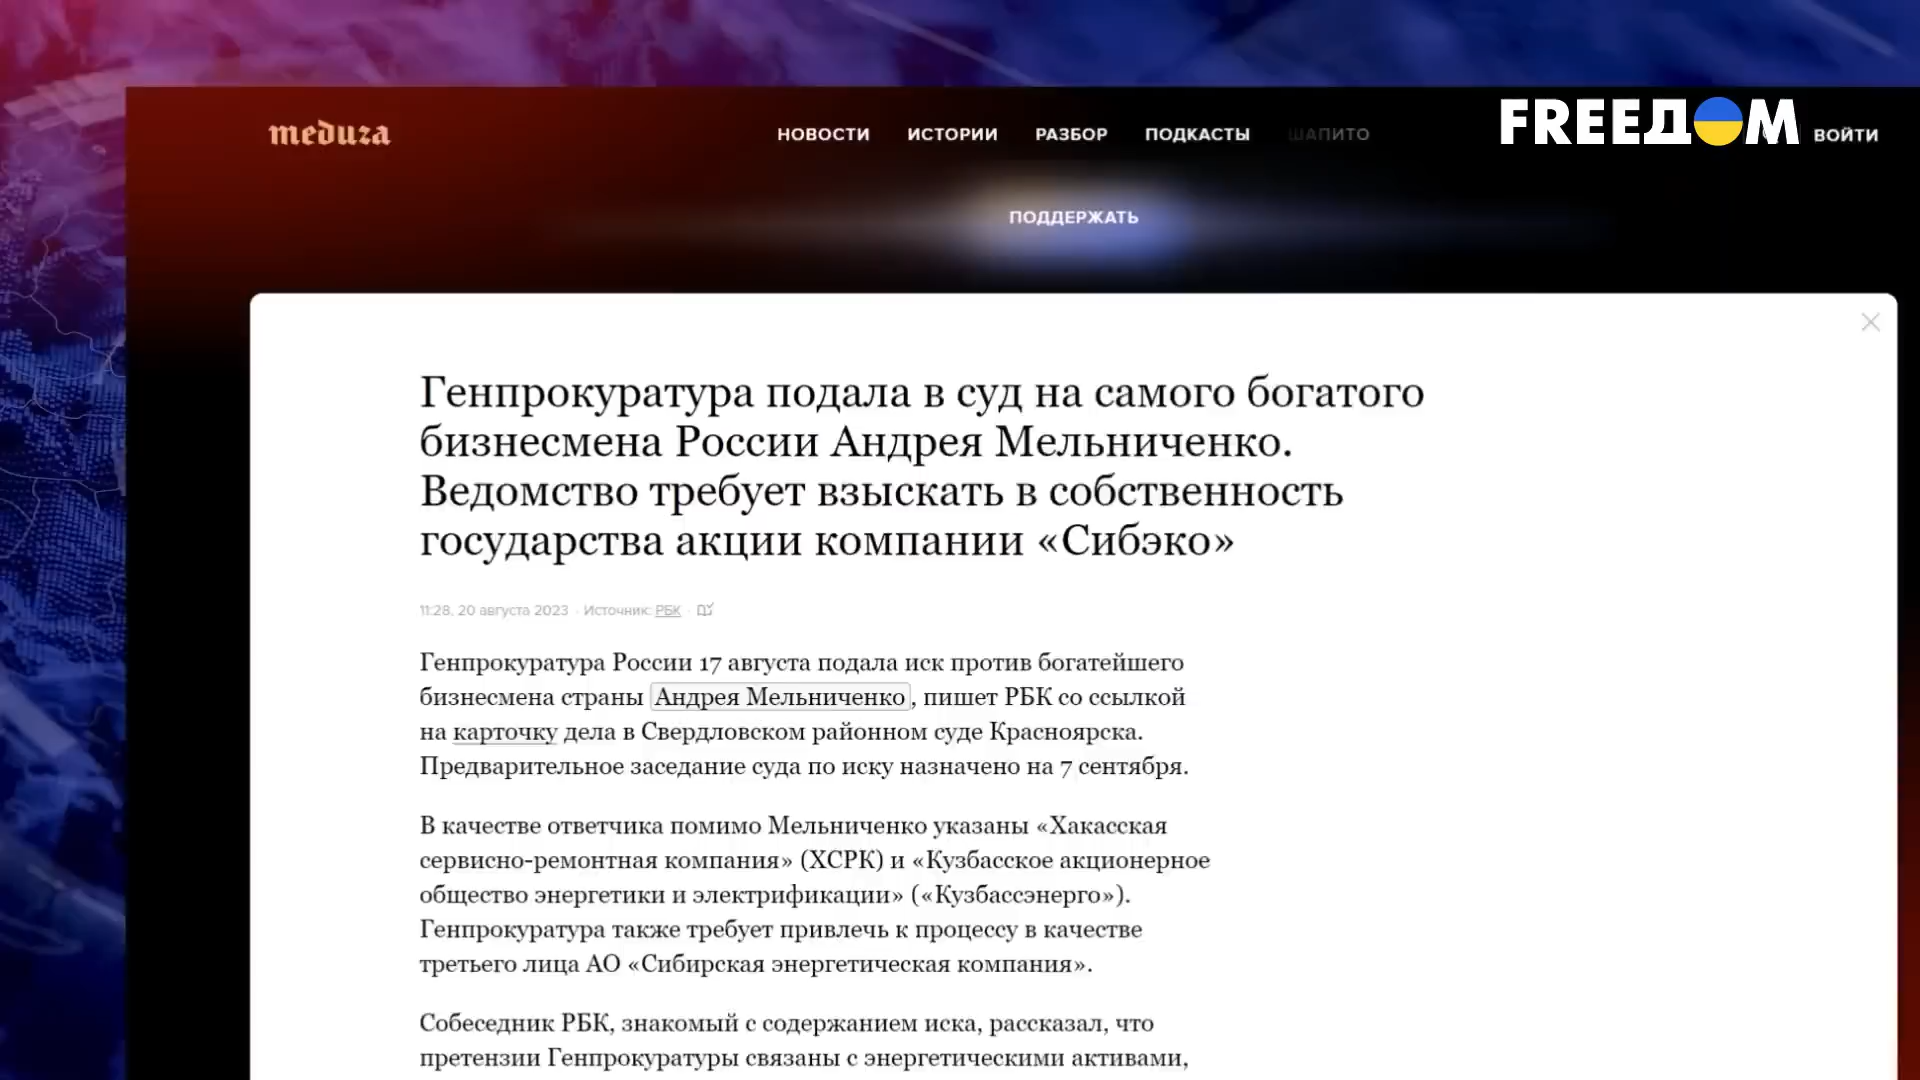 meduza
НОВОСТИ ИСТОРИИ РАЗБОР ПОДКАСТЫ ШАПИТО
FREEДOM
ВОЙТИ
ПОДДЕРЖАТЬ
Генпрокуратура подала в суд на самого богатого
бизнесмена России Андрея Мельниченко.
Ведомство требует взыскать в собственность
государства акции компании «Сибэко»
11:28, 20 августа 2023 · Источник: РБК ·
Генпрокуратура России 17 августа подала иск против богатейшего
бизнесмена страны Андрея Мельниченко, пишет РБК со ссылкой
на карточку дела в Свердловском районном суде Красноярска.
Предварительное заседание суда по иску назначено на 7 сентября.
В качестве ответчика помимо Мельниченко указаны «Хакасская
сервисно-ремонтная компания» (ХСРК) и «Кузбасское акционерное
общество энергетики и электрификации» («Кузбассэнерго»).
Генпрокуратура также требует привлечь к процессу в качестве
третьего лица АО «Сибирская энергетическая компания».
Собеседник РБК, знакомый с содержанием иска, рассказал, что
претензии Генпрокуратуры связаны с энергетическими активами,